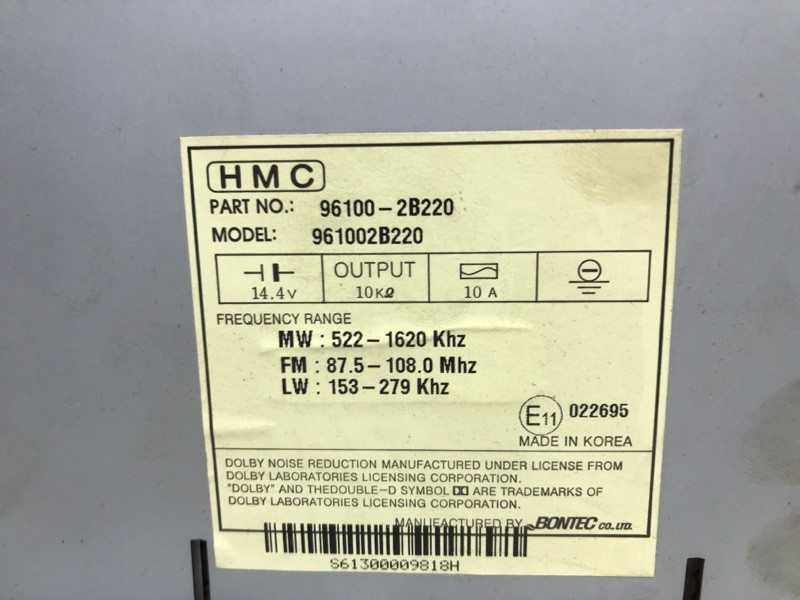 HMC
PART NO.: 96100-2B220
MODEL: 961002B220
14.4V OUTPUT 10KΩ 10 A
FREQUENCY RANGE
MW : 522-1620 Khz
FM : 87.5-108.0 Mhz
LW : 153-279 Khz
E11 022695
MADE IN KOREA
DOLBY NOISE REDUCTION MANUFACTURED UNDER LICENSE FROM
DOLBY LABORATORIES LICENSING CORPORATION.
"DOLBY" AND THEDOUBLE-D SYMBOL ARE TRADEMARKS OF
DOLBY LABORATORIES LICENSING CORPORATION.
MANUFACTURED BY BONTEC CO.,LTD.
S61300009818H